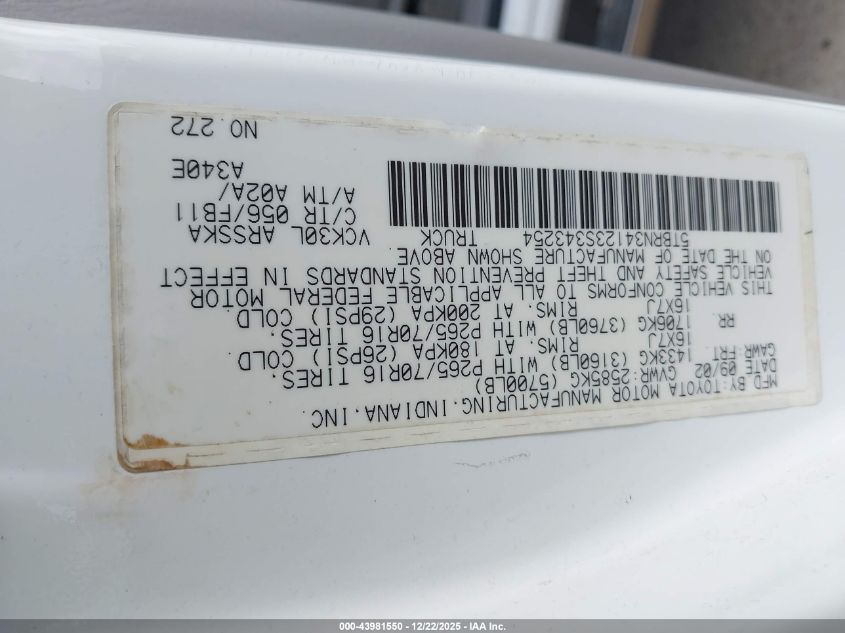 MFD BY:TOYOTA MOTOR MANUFACTURING.INDIANA.INC.
DATE 09/02 GVWR:2585KG (5700LB)
GAWR:FRT 1433KG (3160LB) WITH P265/70R16 TIRES
16X7J RIMS. AT 180KPA (26PSI) COLD
RR 1706KG (3760LB) WITH P265/70R16 TIRES
16X7J RIMS. AT 200KPA (29PSI) COLD
THIS VEHICLE CONFORMS TO ALL APPLICABLE FEDERAL MOTOR
VEHICLE SAFETY AND THEFT PREVENTION STANDARDS IN EFFECT
ON THE DATE OF MANUFACTURE SHOWN ABOVE
5TBRN34123S343254 TRUCK
VCK30L ARSSKA
C/TR 056/FB11
A/TM A02A/
A340E
NO.272
000-43981550 - 12/22/2025 - IAA Inc.